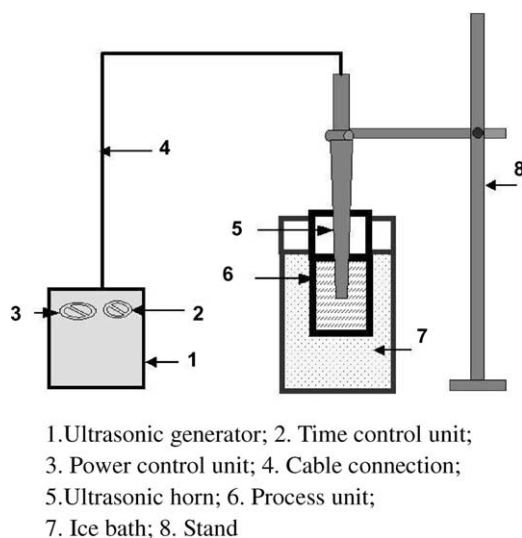 4
8
5
6
3
2
7
1
1.Ultrasonic generator; 2. Time control unit;
3. Power control unit; 4. Cable connection;
5.Ultrasonic horn; 6. Process unit;
7. Ice bath; 8. Stand